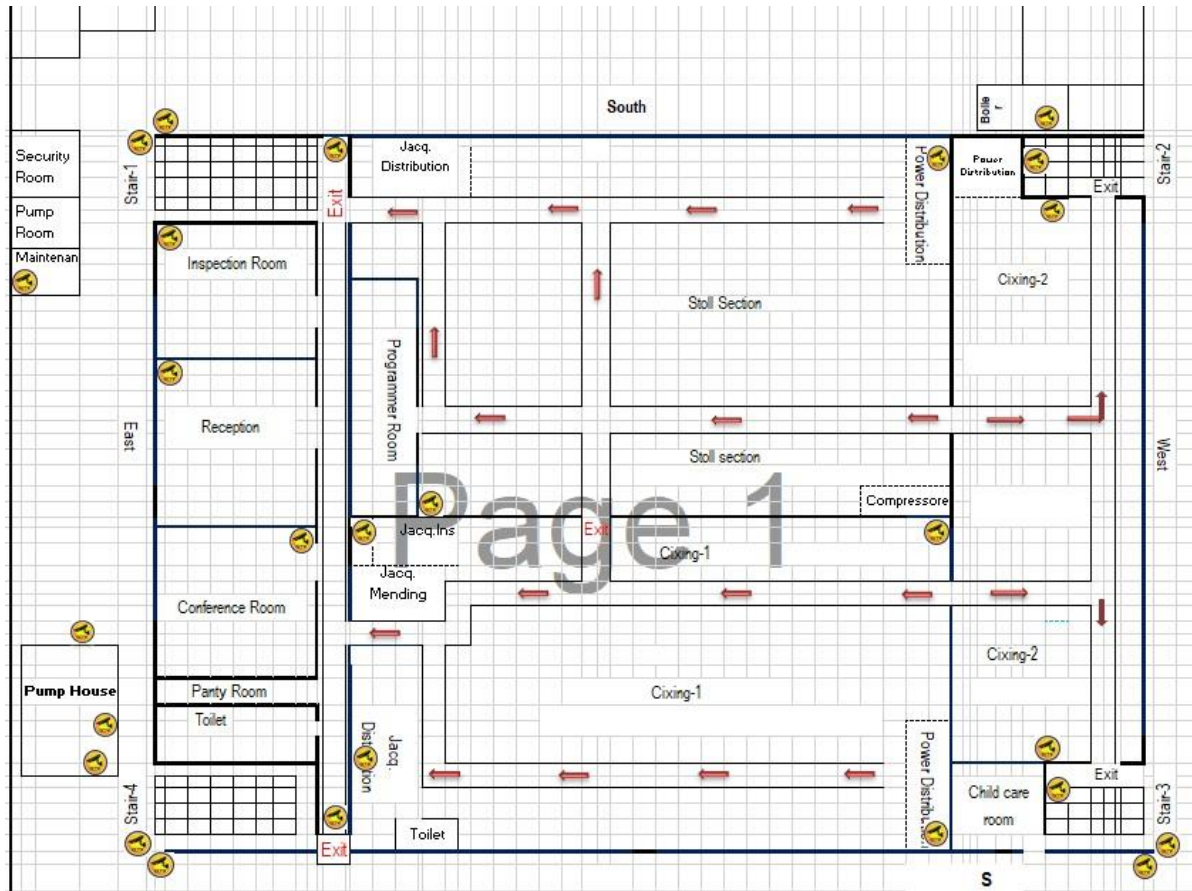 South
Boile
r
Security
Room
Stair-1
Exit
Jacq.
Distribution
Power Distribution
Power
Distribution
Exit
Stair-2
Pump
Room
Maintenan
Inspection Room
Stoll Section
Cixing-2
Programmer Room
East
Reception
Stoll section
West
Compressore
Page 1
Jacq.Ins
Exit
Cixing-1
Jacq.
Mending
Conference Room
Cixing-2
Pump House
Panty Room
Cixing-1
Toilet
Jacq.
Power Distribution
Exit
Stair-4
Child care
room
Stair-3
Toilet
Exit
S